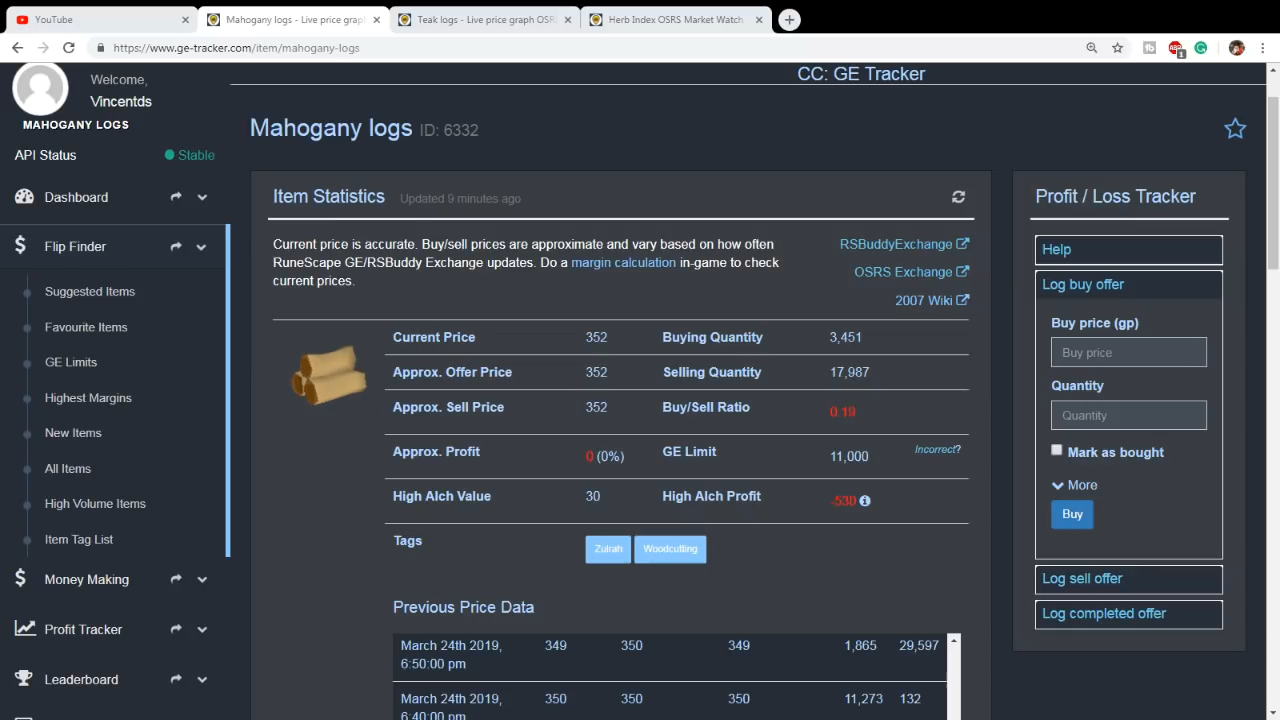 YouTube
Mahogany logs - Live price grap
Teak logs - Live price graph OSR
Herb Index OSRS Market Watch
https://www.ge-tracker.com/item/mahogany-logs
1
Welcome,
Vincentds
MAHOGANY LOGS
API Status
Stable
Dashboard
Flip Finder
Suggested Items
Favourite Items
GE Limits
Highest Margins
New Items
All Items
High Volume Items
Item Tag List
Money Making
Profit Tracker
Leaderboard
CC: GE Tracker
Mahogany logs ID: 6332
Item Statistics Updated 9 minutes ago
Current price is accurate. Buy/sell prices are approximate and vary based on how often
RuneScape GE/RSBuddy Exchange updates. Do a margin calculation in-game to check
current prices.
RSBuddyExchange
OSRS Exchange
2007 Wiki
Current Price 352 Buying Quantity 3,451
Approx. Offer Price 352 Selling Quantity 17,987
Approx. Sell Price 352 Buy/Sell Ratio 0.19
Approx. Profit 0 (0%) GE Limit 11,000 Incorrect?
High Alch Value 30 High Alch Profit -530
Tags Zulrah Woodcutting
Previous Price Data
March 24th 2019, 349 350 349 1,865 29,597
6:50:00 pm
March 24th 2019, 350 350 350 11,273 132
6:40:00 pm
Profit / Loss Tracker
Help
Log buy offer
Buy price (gp)
Buy price
Quantity
Quantity
Mark as bought
More
Buy
Log sell offer
Log completed offer